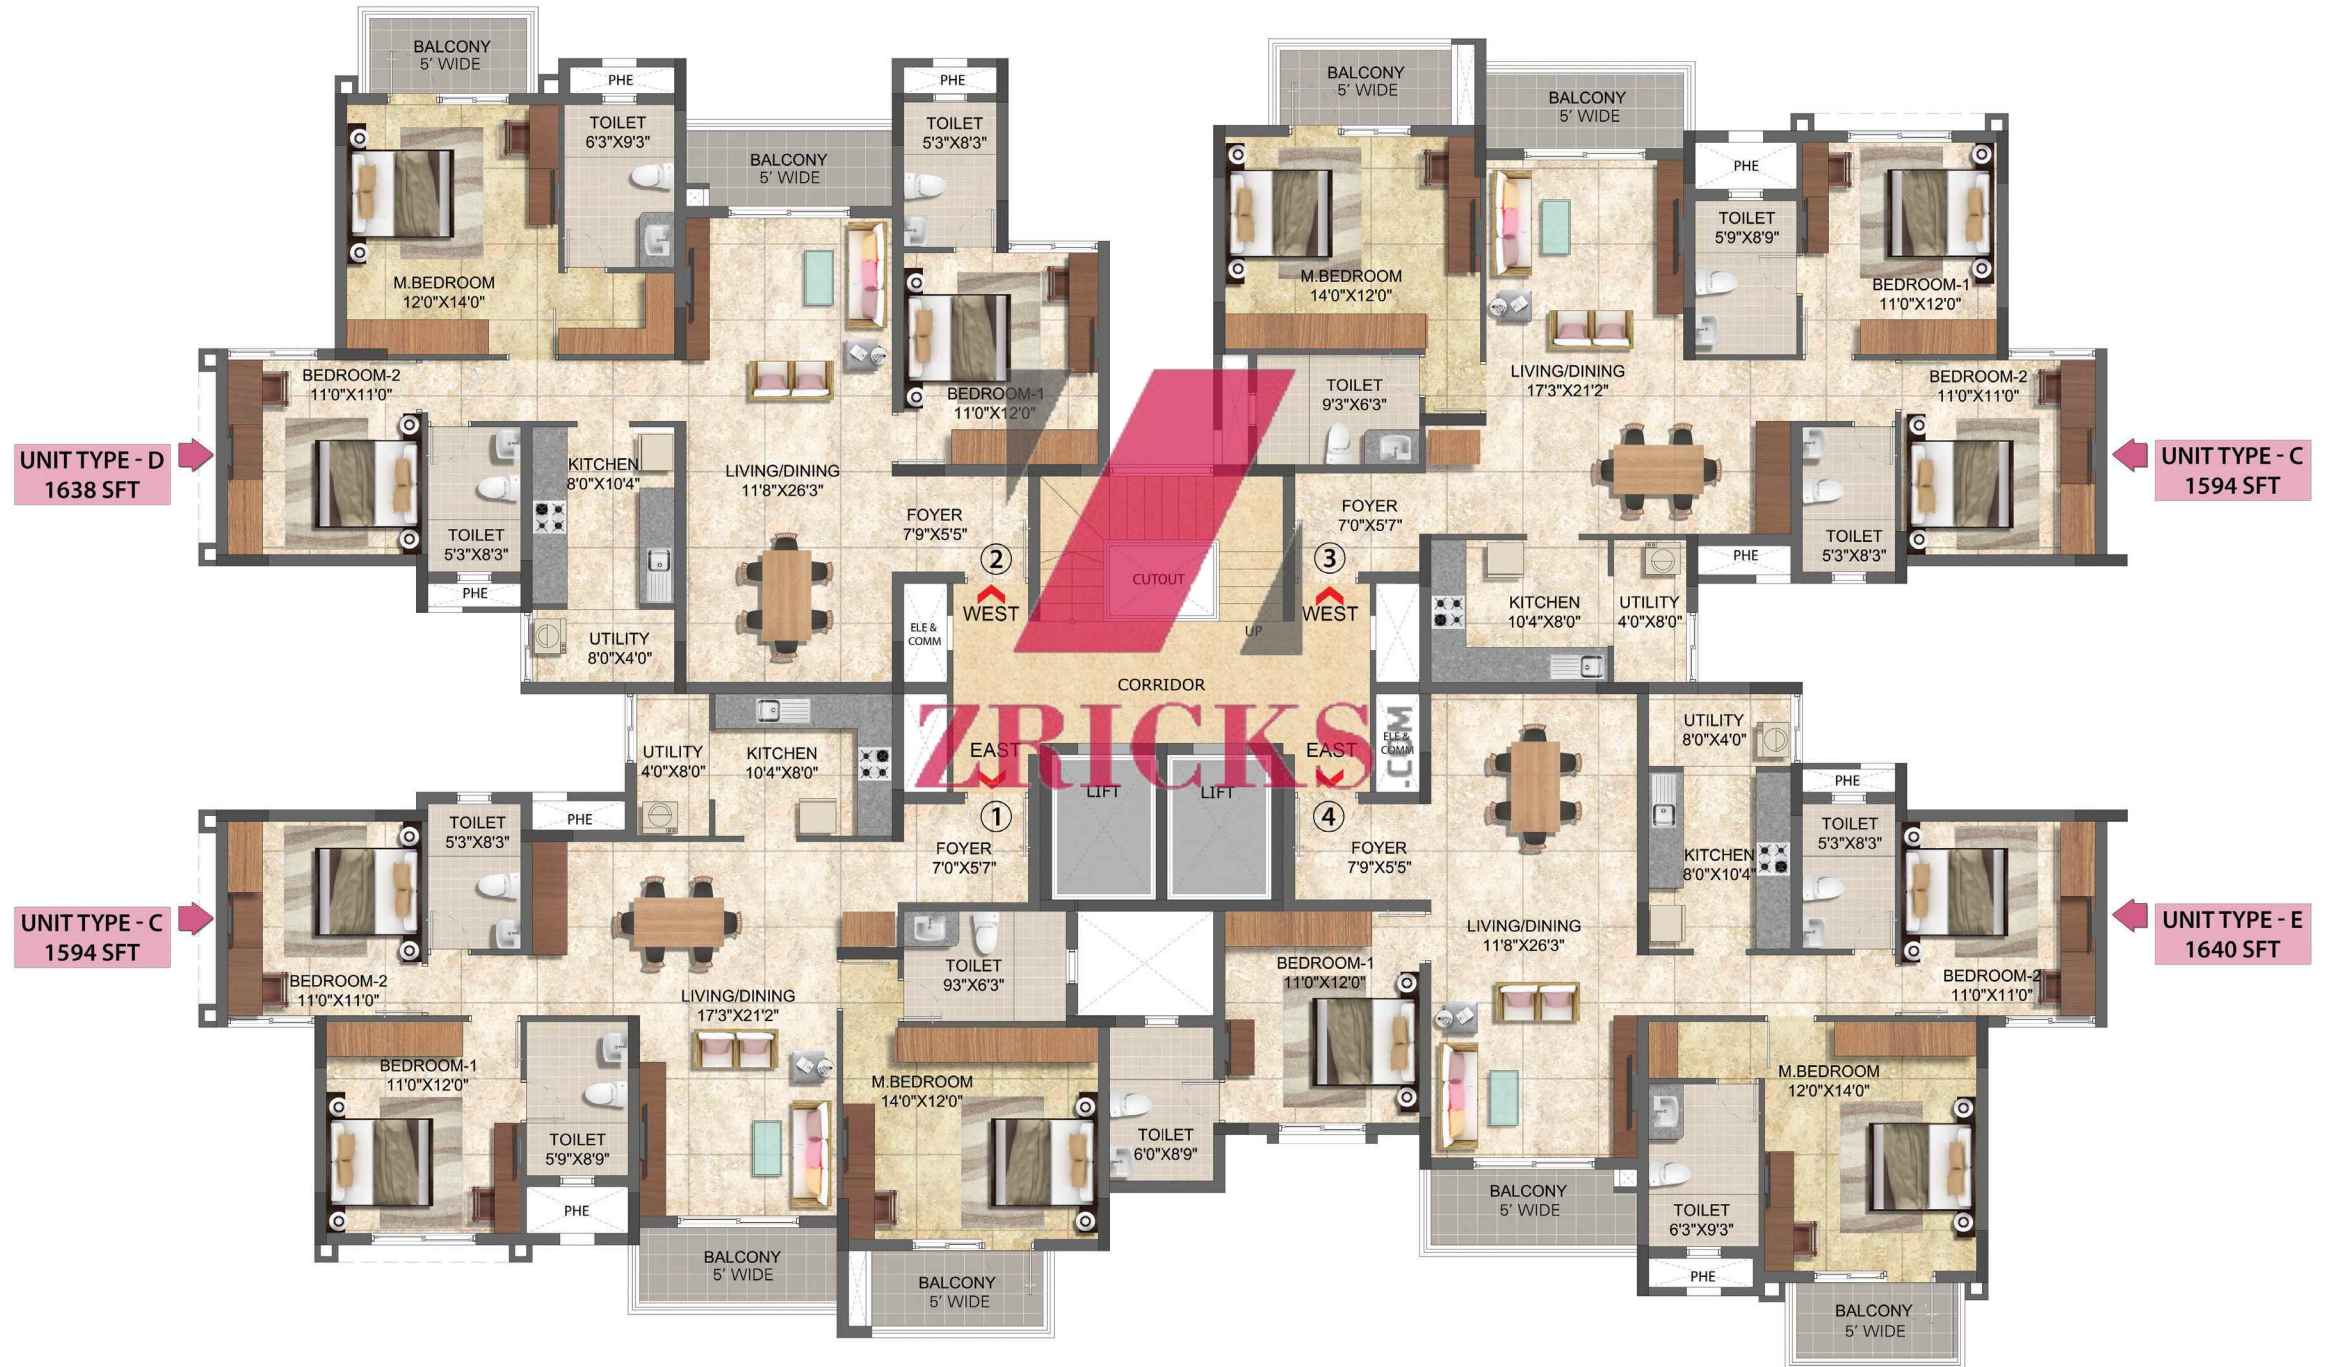 BALCONY
5' WIDE
PHE
TOILET
6'3"X9'3"
BALCONY
5' WIDE
PHE
TOILET
5'3"X8'3"
M.BEDROOM
12'0"X14'0"
BEDROOM-2
11'0"X11'0"
BEDROOM-1
11'0"X12'0"
UNIT TYPE - D
1638 SFT
KITCHEN
8'0"X10'4"
LIVING/DINING
11'8"X26'3"
TOILET
5'3"X8'3"
PHE
FOYER
7'9"X5'5"
2
WEST
ELE &
COMM
UTILITY
8'0"X4'0"
BALCONY
5' WIDE
BALCONY
5' WIDE
PHE
TOILET
5'9"X8'9"
M.BEDROOM
14'0"X12'0"
BEDROOM-1
11'0"X12'0"
LIVING/DINING
17'3"X21'2"
TOILET
9'3"X6'3"
BEDROOM-2
11'0"X11'0"
UNIT TYPE - C
1594 SFT
FOYER
7'0"X5'7"
TOILET
5'3"X8'3"
PHE
3
WEST
KITCHEN
10'4"X8'0"
UTILITY
4'0"X8'0"
CUTOUT
UP
CORRIDOR
ZRICKS
.COM
LIFT
LIFT
UTILITY
4'0"X8'0"
KITCHEN
10'4"X8'0"
EAST
1
TOILET
5'3"X8'3"
PHE
FOYER
7'0"X5'7"
UNIT TYPE - C
1594 SFT
BEDROOM-2
11'0"X11'0"
LIVING/DINING
17'3"X21'2"
TOILET
93"X6'3"
BEDROOM-1
11'0"X12'0"
M.BEDROOM
14'0"X12'0"
TOILET
5'9"X8'9"
PHE
BALCONY
5' WIDE
BALCONY
5' WIDE
EAST
4
ELE &
COMM
UTILITY
8'0"X4'0"
PHE
TOILET
5'3"X8'3"
KITCHEN
8'0"X10'4"
FOYER
7'9"X5'5"
UNIT TYPE - E
1640 SFT
LIVING/DINING
11'8"X26'3"
BEDROOM-1
11'0"X12'0"
BEDROOM-2
11'0"X11'0"
M.BEDROOM
12'0"X14'0"
TOILET
6'0"X8'9"
BALCONY
5' WIDE
TOILET
6'3"X9'3"
PHE
BALCONY
5' WIDE